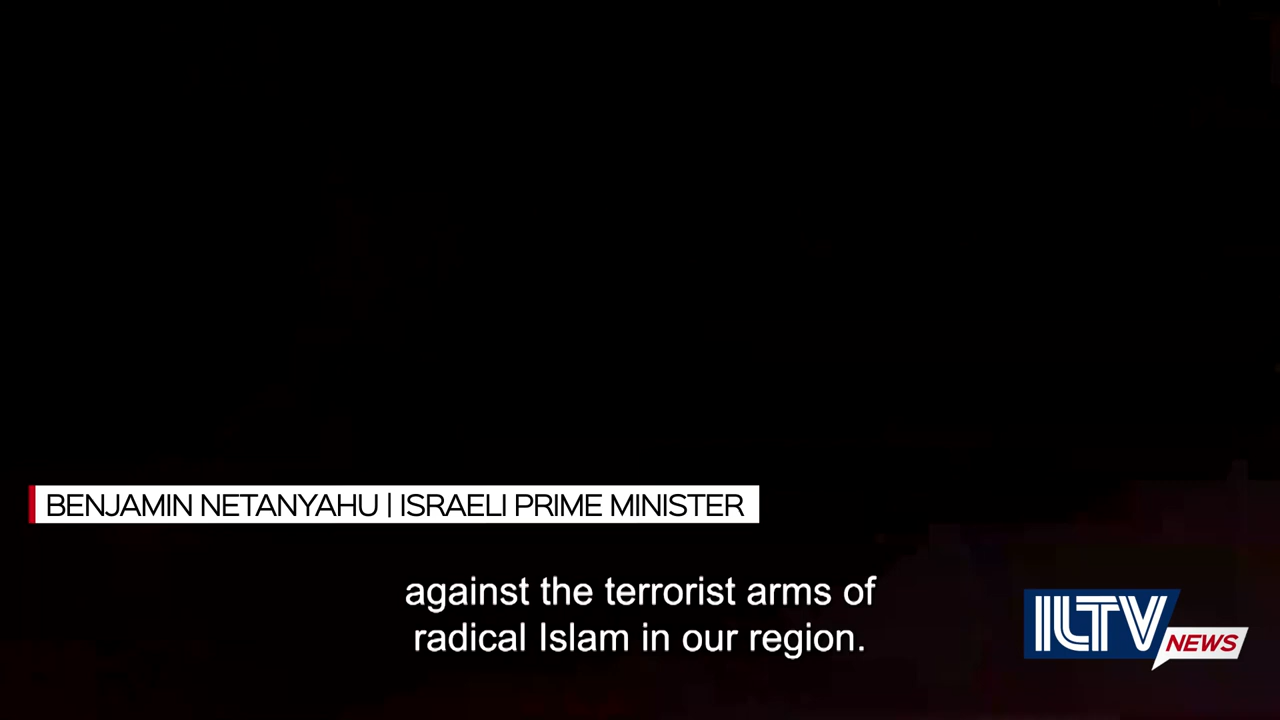 BENJAMIN NETANYAHU | ISRAELI PRIME MINISTER
against the terrorist arms of
radical Islam in our region.
ILTV
NEWS